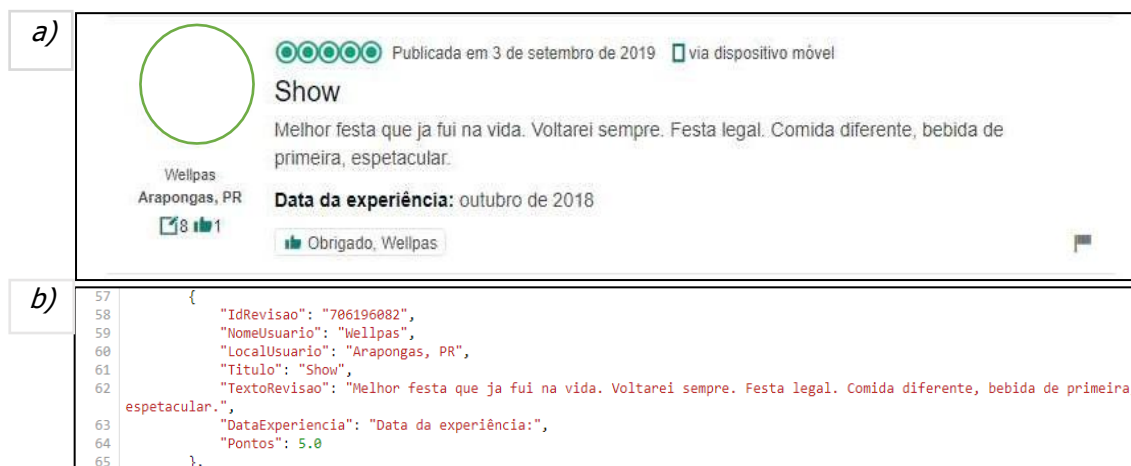 a)
Publicada em 3 de setembro de 2019 via dispositivo móvel
Show
Melhor festa que ja fui na vida. Voltarei sempre. Festa legal. Comida diferente, bebida de
primeira, espetacular.
Wellpas
Arapongas, PR
8 1
Data da experiência: outubro de 2018
Obrigado, Wellpas
b)
57 {
58 "IdRevisao": "706196082",
59 "NomeUsuario": "Wellpas",
60 "LocalUsuario": "Arapongas, PR",
61 "Titulo": "Show",
62 "TextoRevisao": "Melhor festa que ja fui na vida. Voltarei sempre. Festa legal. Comida diferente, bebida de primeira
espetacular.",
63 "DataExperiencia": "Data da experiência:",
64 "Pontos": 5.0
65 },